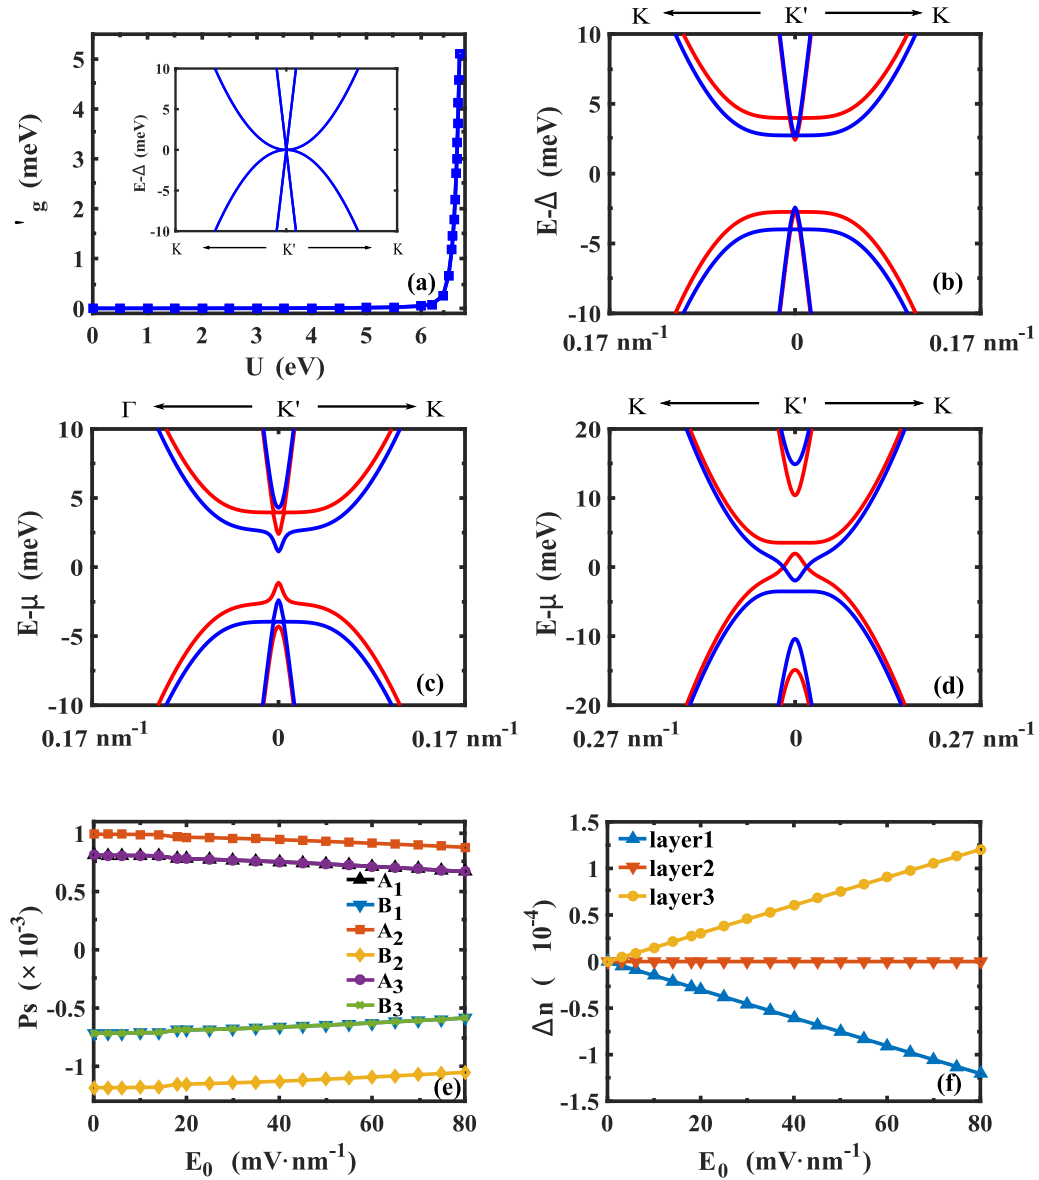 5
4
3
2
1
0
' g (meV)
0 1 2 3 4 5 6
U (eV)
(a)
10
5
0
-5
-10
E-Δ (meV)
K K' K
K K' K
10
5
0
-5
-10
E-Δ (meV)
(b)
0.17 nm-1 0 0.17 nm-1
Γ K' K
10
5
0
-5
-10
E-μ (meV)
(c)
0.17 nm-1 0 0.17 nm-1
K K' K
20
10
0
-10
-20
E-μ (meV)
(d)
0.27 nm-1 0 0.27 nm-1
1
0.5
0
-0.5
-1
Ps (×10-3)
A1
B1
A2
B2
A3
B3
(e)
0 20 40 60 80
E0 (mV·nm-1)
1.5
1
0.5
0
-0.5
-1
-1.5
Δn ( 10-4)
layer1
layer2
layer3
(f)
0 20 40 60 80
E0 (mV·nm-1)